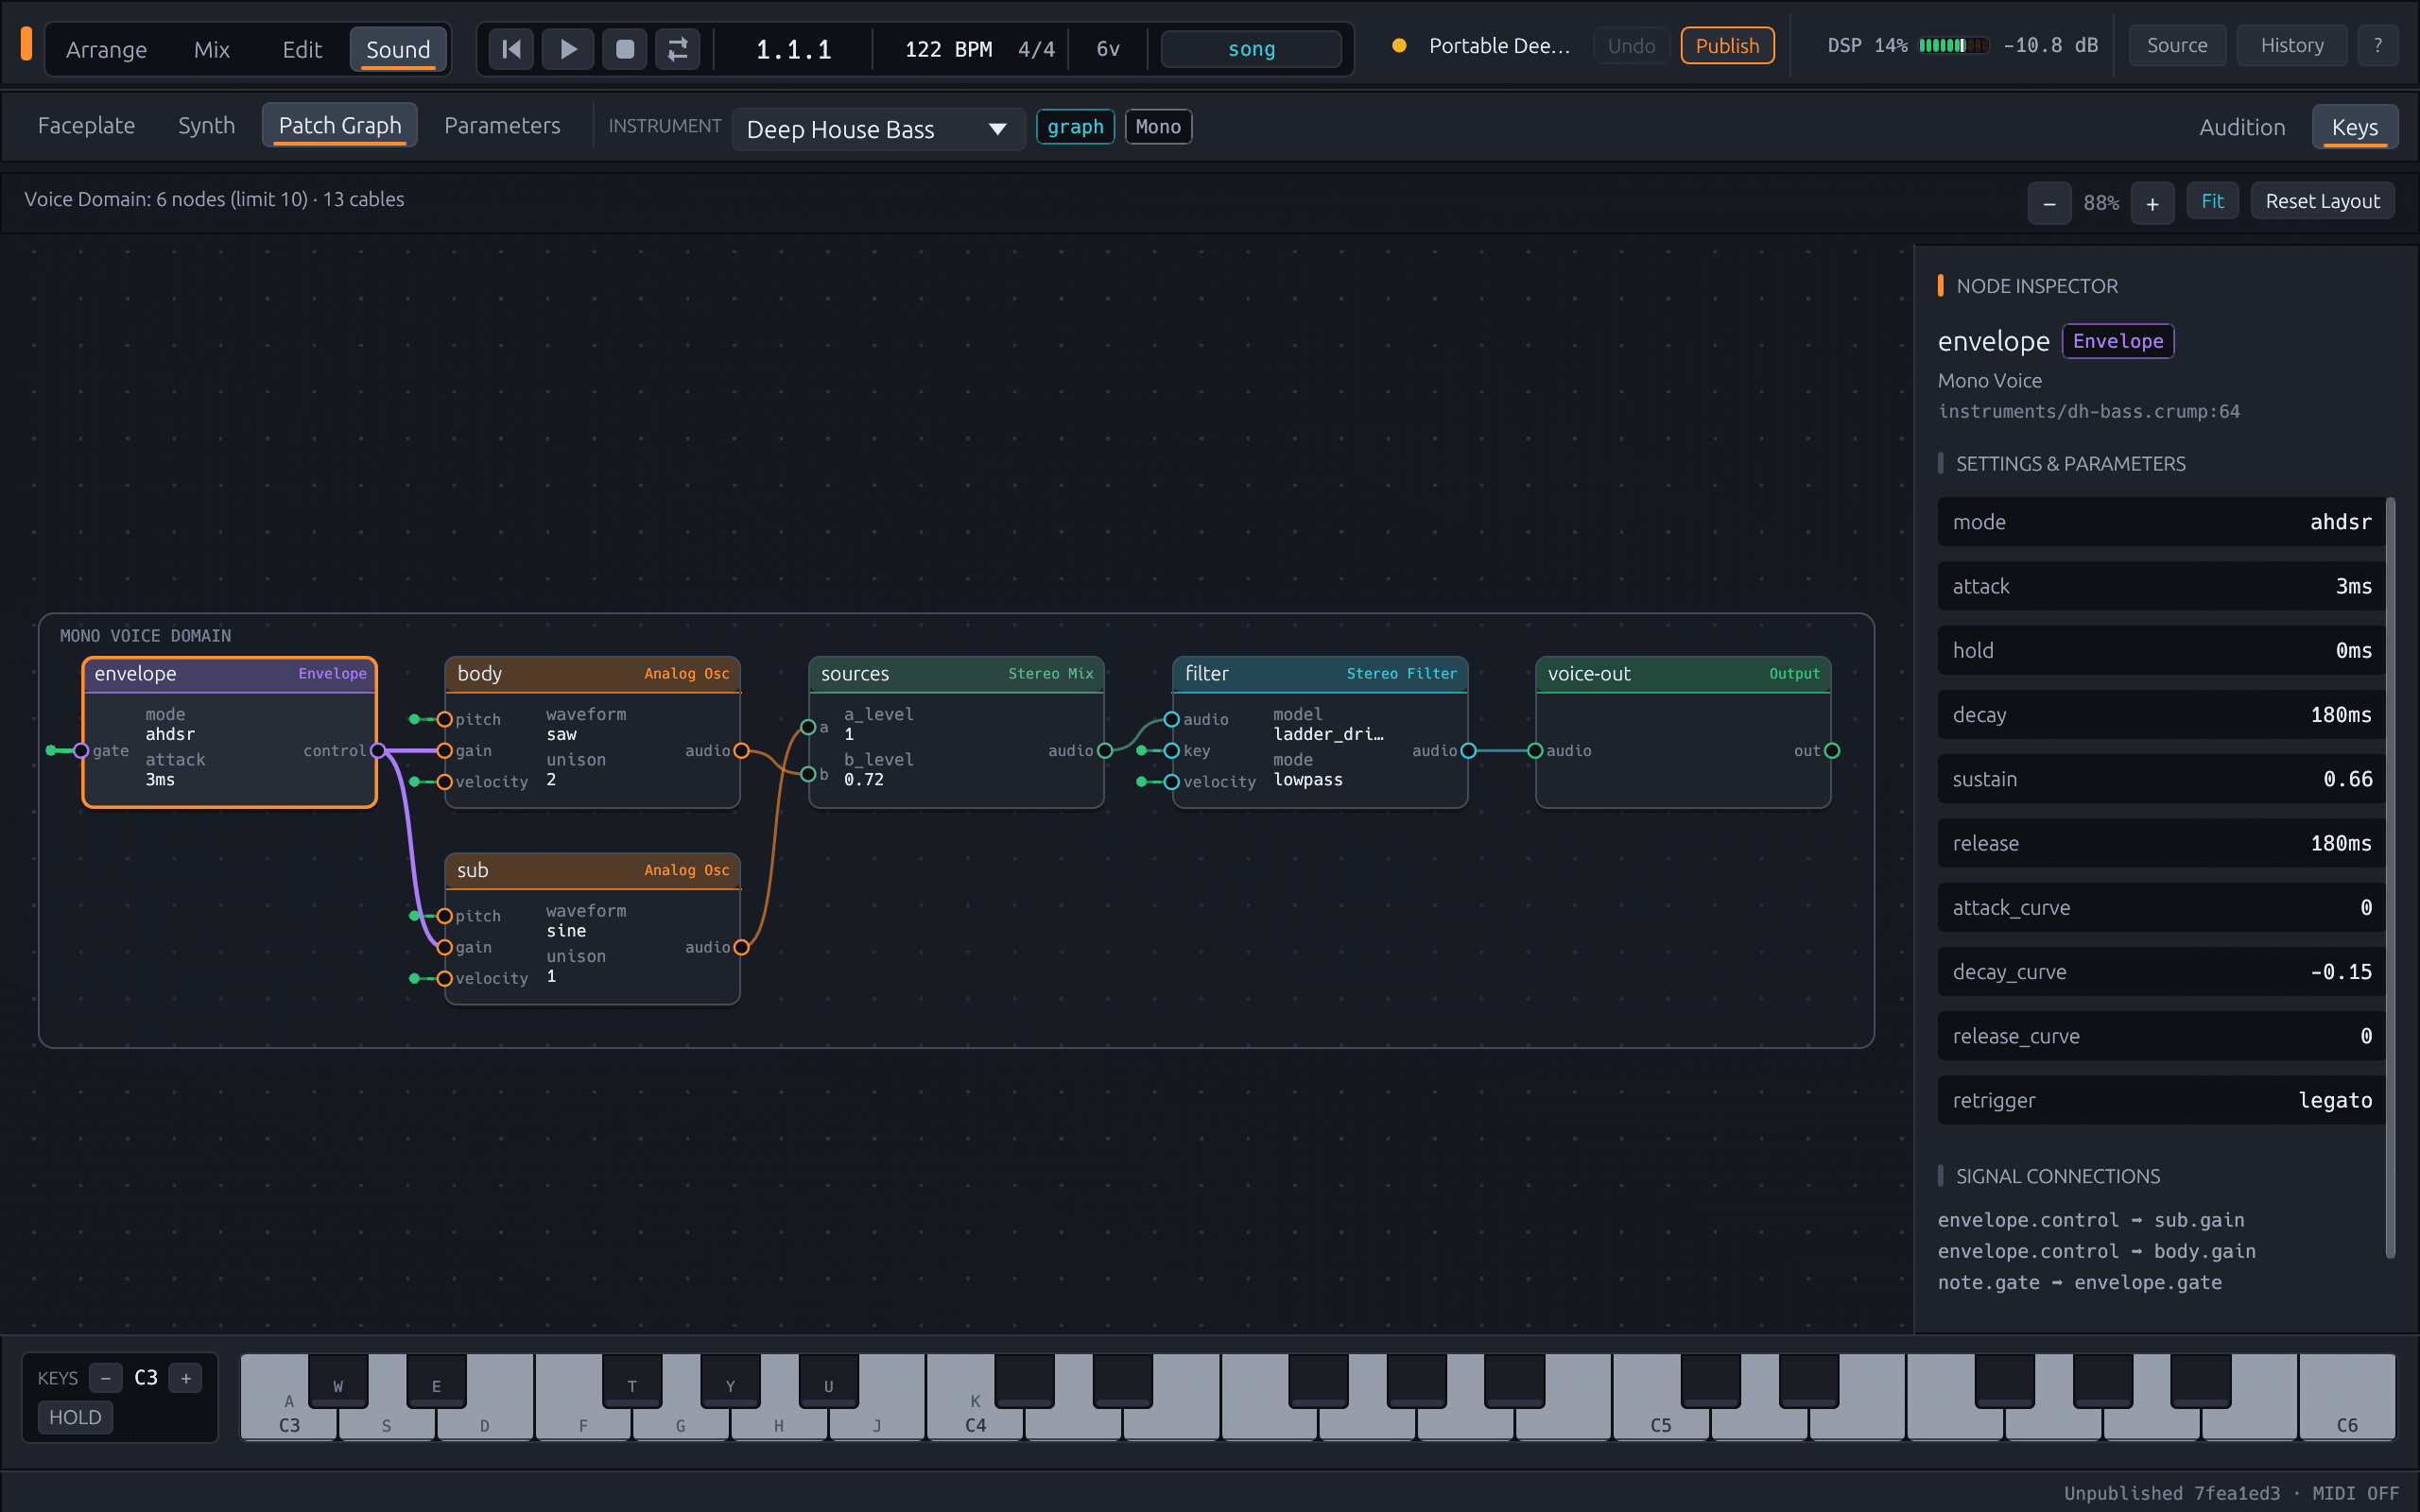 Arrange Mix Edit Sound 1.1.1 122 BPM 4/4 6v song Portable Dee... Undo Publish DSP 14% -10.8 dB Source History ?
Faceplate Synth Patch Graph Parameters INSTRUMENT Deep House Bass graph Mono Audition Keys
Voice Domain: 6 nodes (limit 10) · 13 cables − 88% + Fit Reset Layout
MONO VOICE DOMAIN
envelope Envelope
mode
ahdsr
gate control
attack
3ms
body Analog Osc
pitch waveform
saw
gain audio
unison
velocity 2
sub Analog Osc
pitch waveform
sine
gain audio
unison
velocity 1
sources Stereo Mix
a a_level
1
audio
b b_level
0.72
filter Stereo Filter
audio model
ladder_dri…
key audio
mode
velocity lowpass
voice-out Output
audio out
NODE INSPECTOR
envelope Envelope
Mono Voice
instruments/dh-bass.crump:64
SETTINGS & PARAMETERS
mode ahdsr
attack 3ms
hold 0ms
decay 180ms
sustain 0.66
release 180ms
attack_curve 0
decay_curve -0.15
release_curve 0
retrigger legato
SIGNAL CONNECTIONS
envelope.control → sub.gain
envelope.control → body.gain
note.gate → envelope.gate
KEYS − C3 +
HOLD
W E T Y U
A K
C3 S D F G H J C4 C5 C6
Unpublished 7fea1ed3 · MIDI OFF